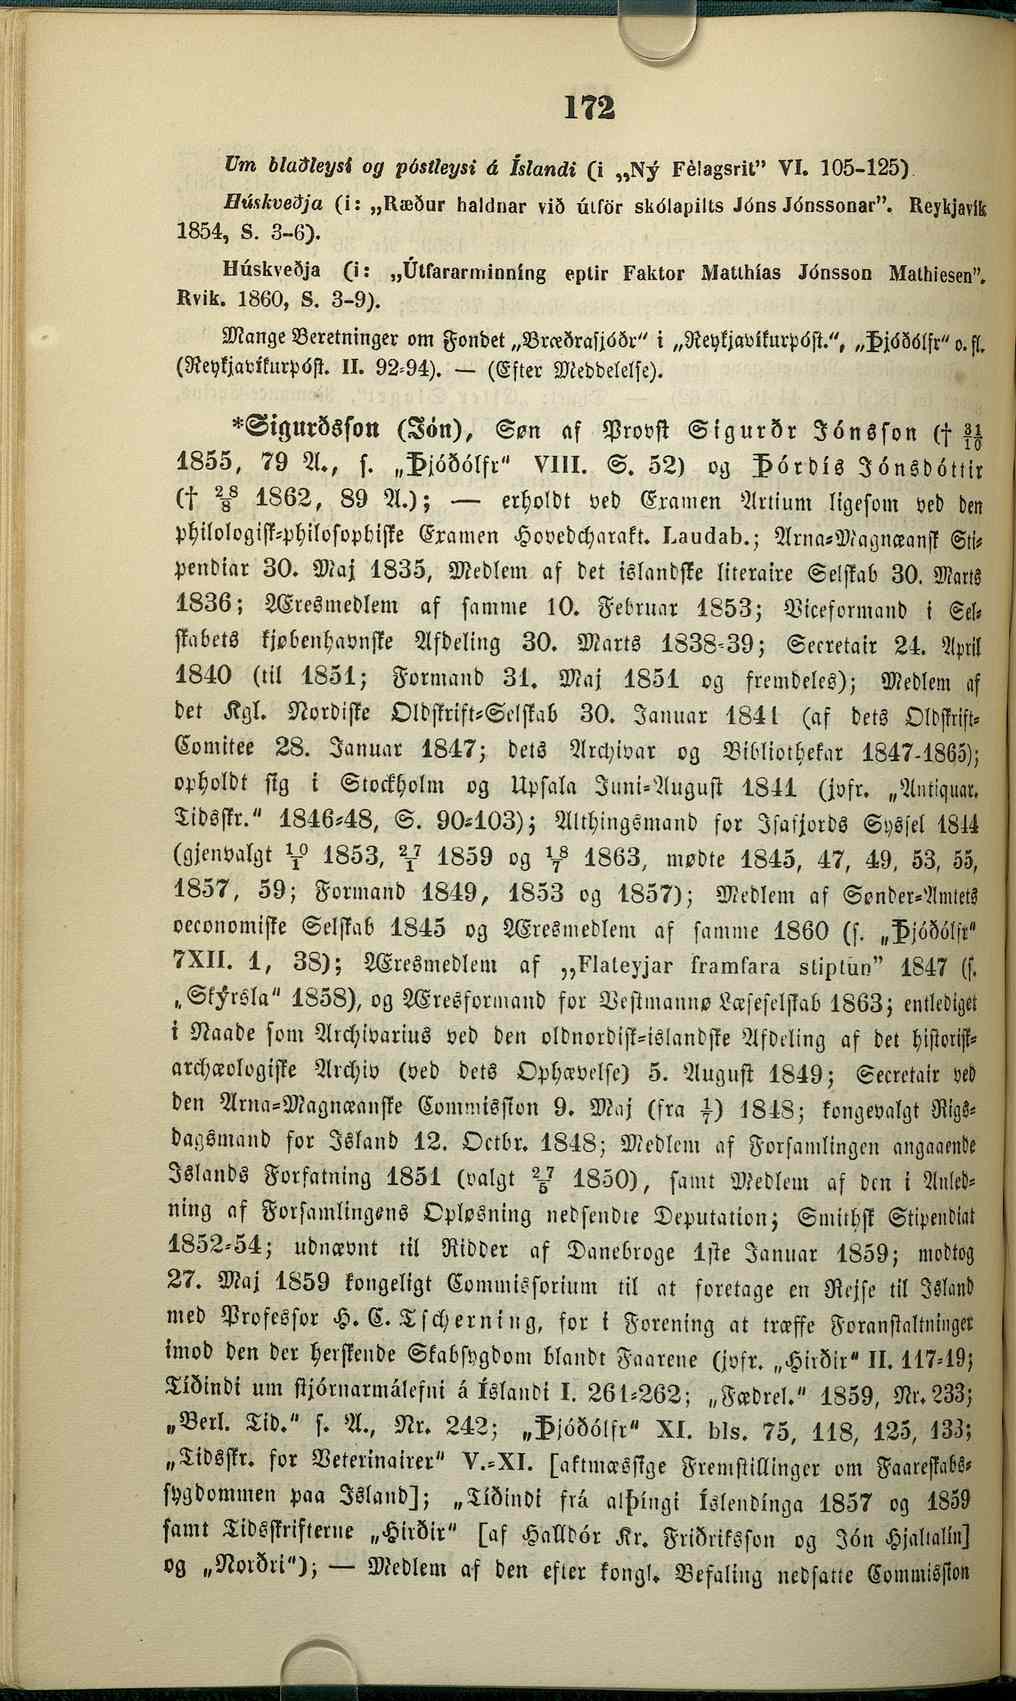 172
Um blaðleysi og póstleysi á Íslandi (i „Ný Fèlagsrit” VI. 105-125).
Húskveðja (i: „Ræður haldnar við útför skólapilts Jóns Jónssonar”. Reykjavík
1854, S. 3-6).
Húskveðja (i: „Útfararminníng eptir Faktor Matthías Jónsson Mathiesen”.
Rvik. 1860, S. 3-9).
Mange Beretninger om Fondet „Bræðrasjóðr“ i „Reykjavíkurpóst.“, „Þjóðólfr“ o. fl.
(Reykjavíkurpóst. II. 92-94). — (Efter Meddelelse).
*Sigurðsson (Jón), Søn af Provst Sigurðr Jónsson († 31/10
1855, 79 A., s. „Þjóðólfr“ VIII. S. 52) og Þórdís Jónsdóttir
(† 28/8 1862, 89 A.); — erholdt ved Examen Artium ligesom ved den
philologisk-philosophiske Examen Hovedcharakt. Laudab.; Arna-Magnæansk Sti-
pendiar 30. Maj 1835, Medlem af det islandske literaire Selskab 30. Marts
1836; Æresmedlem af samme 10. Februar 1853; Viceformand i Sel-
skabets kjøbenhavnske Afdeling 30. Marts 1838-39; Secretair 24. April
1840 (til 1851; Formand 31. Maj 1851 og fremdeles); Medlem af
det Kgl. Nordiske Oldskrift-Selskab 30. Januar 1841 (af dets Oldskrift-
Comitee 28. Januar 1847; dets Archivar og Bibliothekar 1847-1865);
opholdt sig i Stockholm og Upsala Juni-August 1841 (jvfr. „Antiquar.
Tidsskr.“ 1846-48, S. 90-103); Althingsmand for Isafjords Syssel 1844
(gjenvalgt 10/1 1853, 27/1 1859 og 18/7 1863, mødte 1845, 47, 49, 53, 55,
1857, 59; Formand 1849, 1853 og 1857); Medlem af Sønder-Amtets
oeconomiske Selskab 1845 og Æresmedlem af samme 1860 (s. „Þjóðólfr“
7XII. 1, 38); Æresmedlem af „Flateyjar framfara stiptun” 1847 (s.
„Skýrsla“ 1858), og Æresformand for Vestmannø Læseselskab 1863; entlediget
i Naade som Archivarius ved den oldnordisk-islandske Afdeling af det historisk-
archæologiske Archiv (ved dets Ophævelse) 5. August 1849; Secretair ved
den Arna-Magnæanske Commission 9. Maj (fra 1/7) 1848; kongevalgt Rigs-
dagsmand for Island 12. Octbr. 1848; Medlem af Forsamlingen angaaende
Islands Forfatning 1851 (valgt 27/5 1850), samt Medlem af den i Anled-
ning af Forsamlingens Opløsning nedsendte Deputation; Smithsk Stipendiat
1852-54; udnævnt til Ridder af Danebroge 1ste Januar 1859; modtog
27. Maj 1859 kongeligt Commissorium til at foretage en Rejse til Island
med Professor H. C. Tscherning, for i Forening at træffe Foranstaltninger
imod den der herskende Skabsygdom blandt Faarene (jvfr. „Hirðir“ II. 117-19;
Tíðindi um stjórnarmálefni á Íslandi I. 261-262; „Fædrel.“ 1859, Nr. 233;
„Berl. Tid.“ s. A., Nr. 242; „Þjóðólfr“ XI. bls. 75, 118, 125, 133;
„Tidsskr. for Veterinairer“ V.-XI. [aktmæssige Fremstillinger om Faareskabs-
sygdommen paa Island]; „Tíðindi frá alþíngi Íslendínga 1857 og 1859
samt Tidsskrifterne „Hirðir“ [af Halldór Kr. Friðriksson og Jón Hjaltalín]
og „Norðri“); — Medlem af den efter kongl. Befaling nedsatte Commission